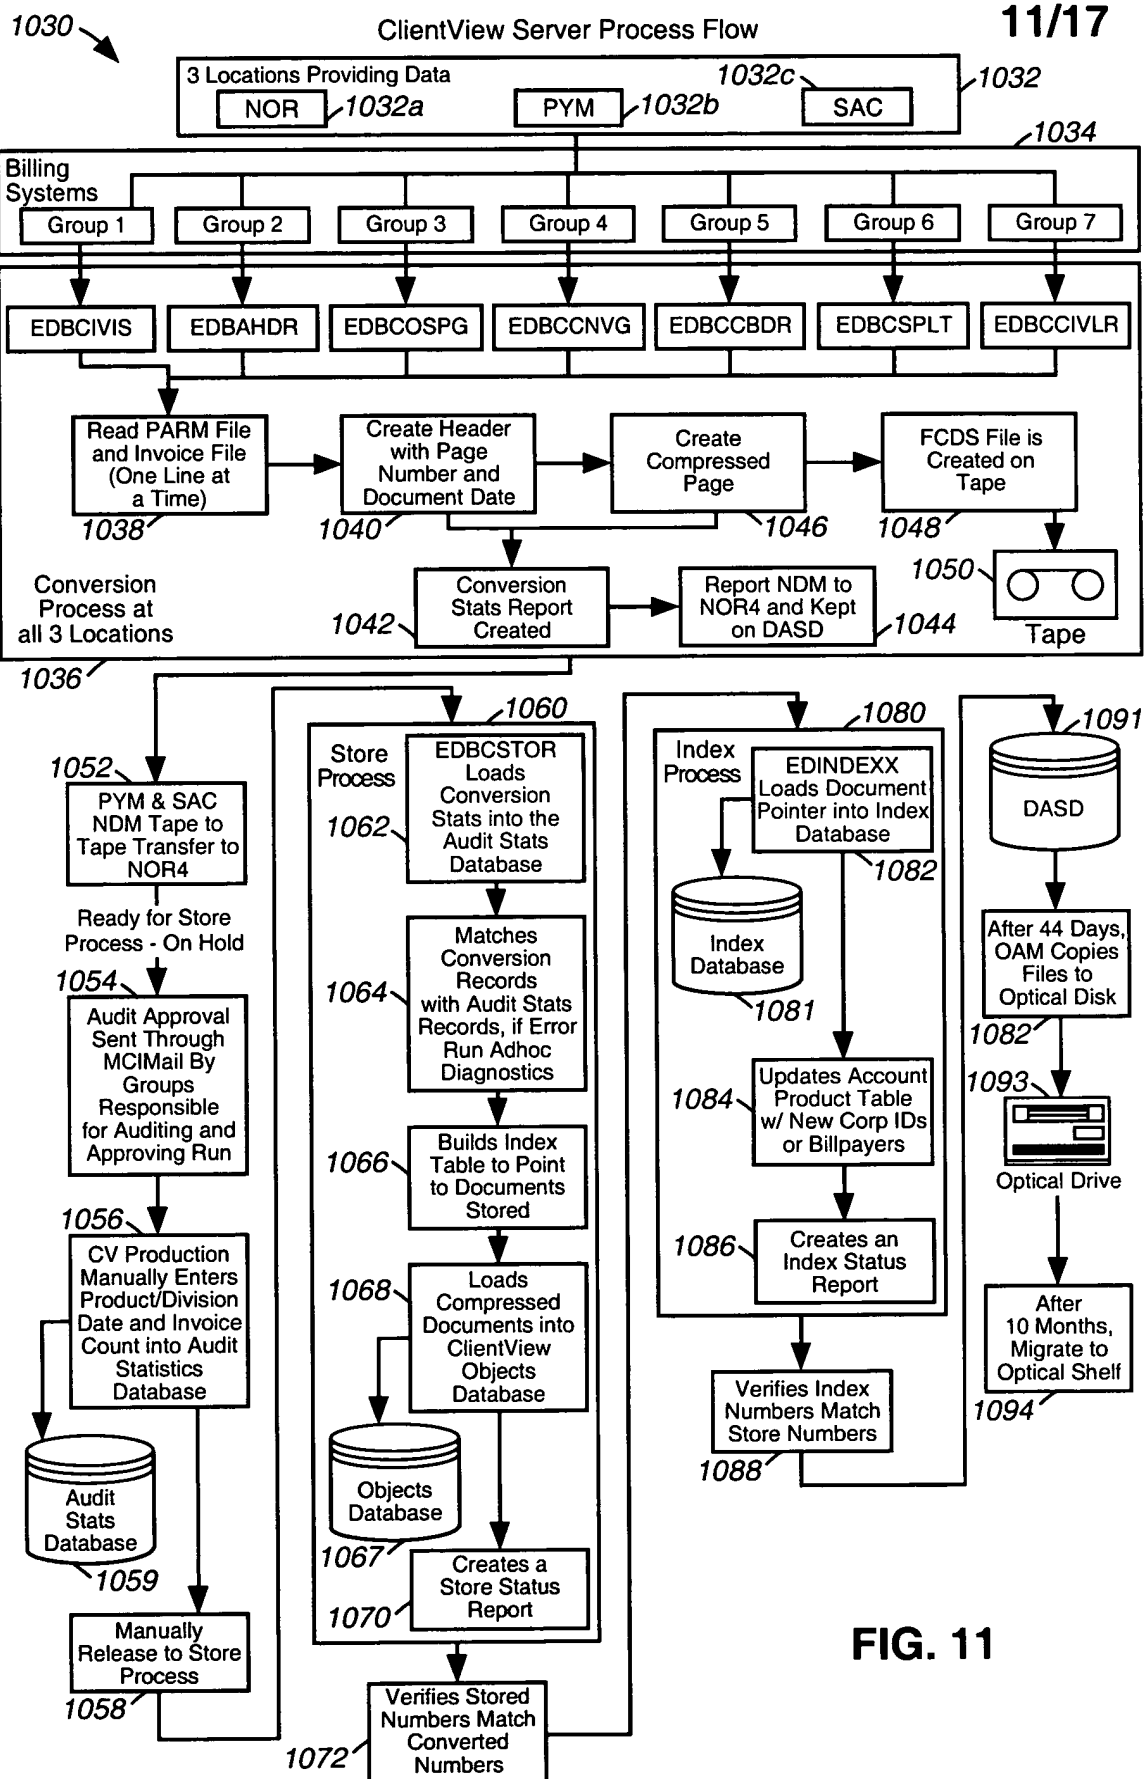 1030
ClientView Server Process Flow
11/17
3 Locations Providing Data
1032c
1032
NOR
1032a
PYM
1032b
SAC
1034
Billing
Systems
Group 1
Group 2
Group 3
Group 4
Group 5
Group 6
Group 7
EDBCIVIS
EDBAHDR
EDBCOSPG
EDBCCNVG
EDBCCBDR
EDBCSPLT
EDBCCIVLR
Read PARM File
and Invoice File
(One Line at
a Time)
1038
Create Header
with Page
Number and
Document Date
1040
Create
Compressed
Page
1046
FCDS File is
Created on
Tape
1048
1050
Tape
Conversion
Process at
all 3 Locations
1036
Conversion
Stats Report
Created
1042
Report NDM to
NOR4 and Kept
on DASD
1044
1052
PYM & SAC
NDM Tape to
Tape Transfer to
NOR4
Ready for Store
Process - On Hold
1054
Audit Approval
Sent Through
MCIMail By
Groups
Responsible
for Auditing and
Approving Run
1056
CV Production
Manually Enters
Product/Division
Date and Invoice
Count into Audit
Statistics
Database
Audit
Stats
Database
1059
Manually
Release to Store
Process
1058
1060
Store
Process
EDBCSTOR
Loads
Conversion
Stats into the
Audit Stats
Database
1062
Matches
Conversion
Records
with Audit Stats
Records, if Error
Run Adhoc
Diagnostics
1064
Builds Index
Table to Point
to Documents
Stored
1066
Loads
Compressed
Documents into
ClientView
Objects
Database
1068
Objects
Database
1067
Creates a
Store Status
Report
1070
Verifies Stored
Numbers Match
Converted
Numbers
1072
1080
Index
Process
EDINDEXX
Loads Document
Pointer into Index
Database
1082
Index
Database
1081
Updates Account
Product Table
w/ New Corp IDs
or Billpayers
1084
Creates an
Index Status
Report
1086
Verifies Index
Numbers Match
Store Numbers
1088
1091
DASD
After 44 Days,
OAM Copies
Files to
Optical Disk
1082
1093
Optical Drive
After
10 Months,
Migrate to
Optical Shelf
1094
FIG. 11